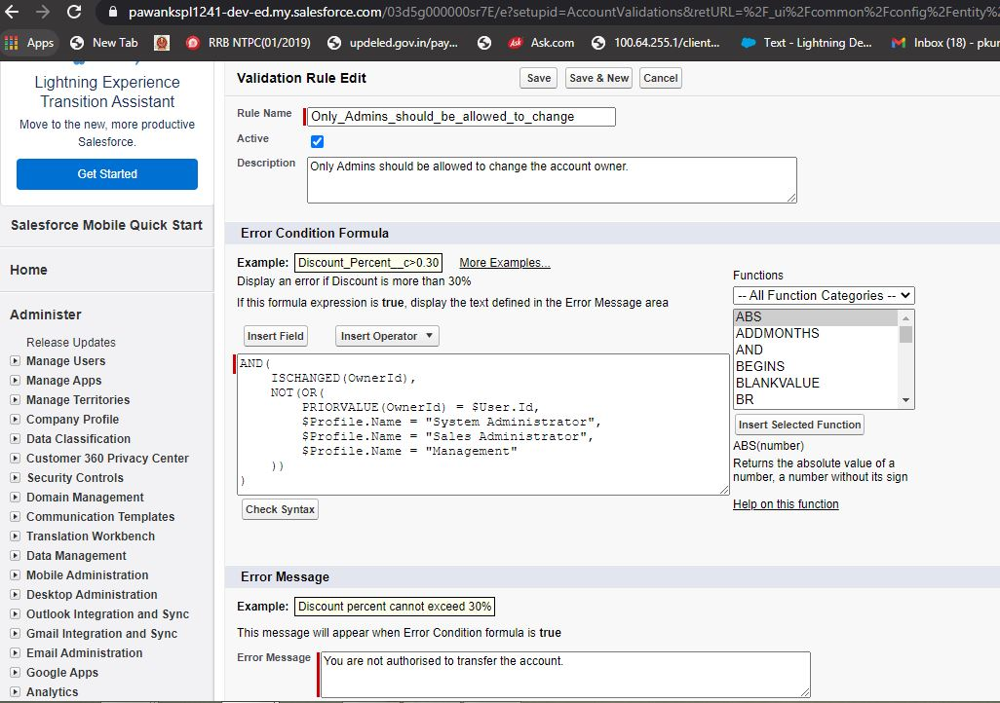 pawankspl1241-dev-ed.my.salesforce.com/03d5g000000sr7E/e?setupid=AccountValidations&retURL=%2F_ui%2Fcommon%2Fconfig%2Fentity%2
Apps New Tab RRB NTPC(01/2019) updeled.gov.in/pay... Ask Ask.com 100.64.255.1/client... Text - Lightning De... Inbox (18) - pkur
Lightning Experience
Transition Assistant
Move to the new, more productive
Salesforce.
Get Started
Salesforce Mobile Quick Start
Home
Administer
Release Updates
Manage Users
Manage Apps
Manage Territories
Company Profile
Data Classification
Customer 360 Privacy Center
Security Controls
Domain Management
Communication Templates
Translation Workbench
Data Management
Mobile Administration
Desktop Administration
Outlook Integration and Sync
Gmail Integration and Sync
Email Administration
Google Apps
Analytics
Validation Rule Edit Save Save & New Cancel
Rule Name Only_Admins_should_be_allowed_to_change
Active
Description Only Admins should be allowed to change the account owner.
Error Condition Formula
Example: Discount_Percent__c>0.30 More Examples...
Display an error if Discount is more than 30%
If this formula expression is true, display the text defined in the Error Message area
Insert Field Insert Operator
AND(
ISCHANGED(OwnerId),
NOT(OR(
PRIORVALUE(OwnerId) = $User.Id,
$Profile.Name = "System Administrator",
$Profile.Name = "Sales Administrator",
$Profile.Name = "Management"
))
)
Check Syntax
Functions
-- All Function Categories --
ABS
ADDMONTHS
AND
BEGINS
BLANKVALUE
BR
Insert Selected Function
ABS(number)
Returns the absolute value of a
number, a number without its sign
Help on this function
Error Message
Example: Discount percent cannot exceed 30%
This message will appear when Error Condition formula is true
Error Message You are not authorised to transfer the account.